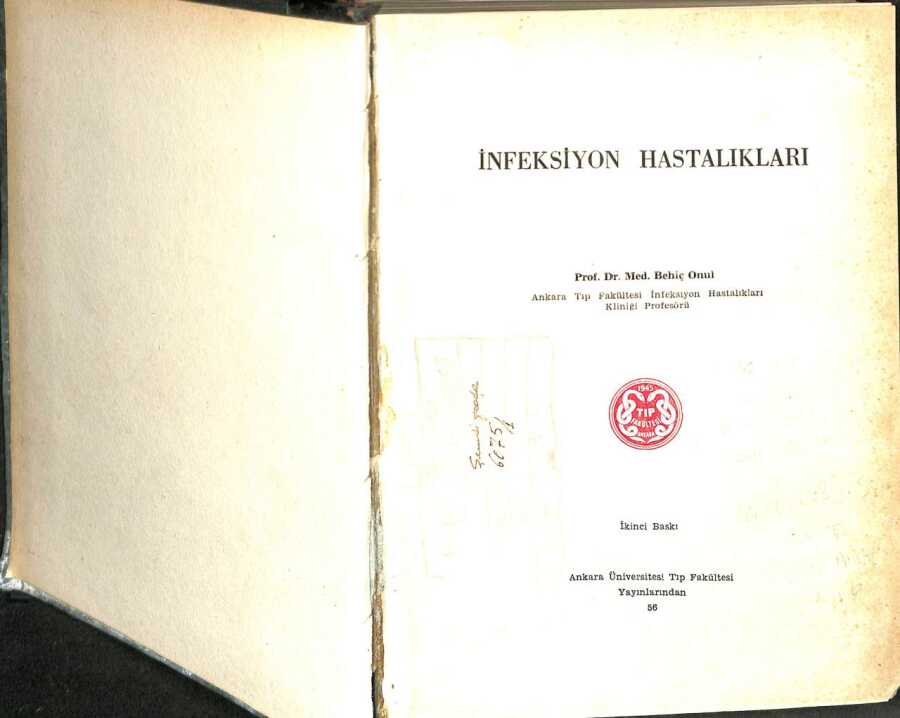 İNFEKSİYON HASTALIKLARI
Prof. Dr. Med. Behiç Onul
Ankara Tıp Fakültesi İnfeksiyon Hastalıkları
Kliniği Profesörü
1945
TIP
FAKÜLTESİ
ANKARA
İkinci Baskı
Ankara Üniversitesi Tıp Fakültesi
Yayınlarından
56